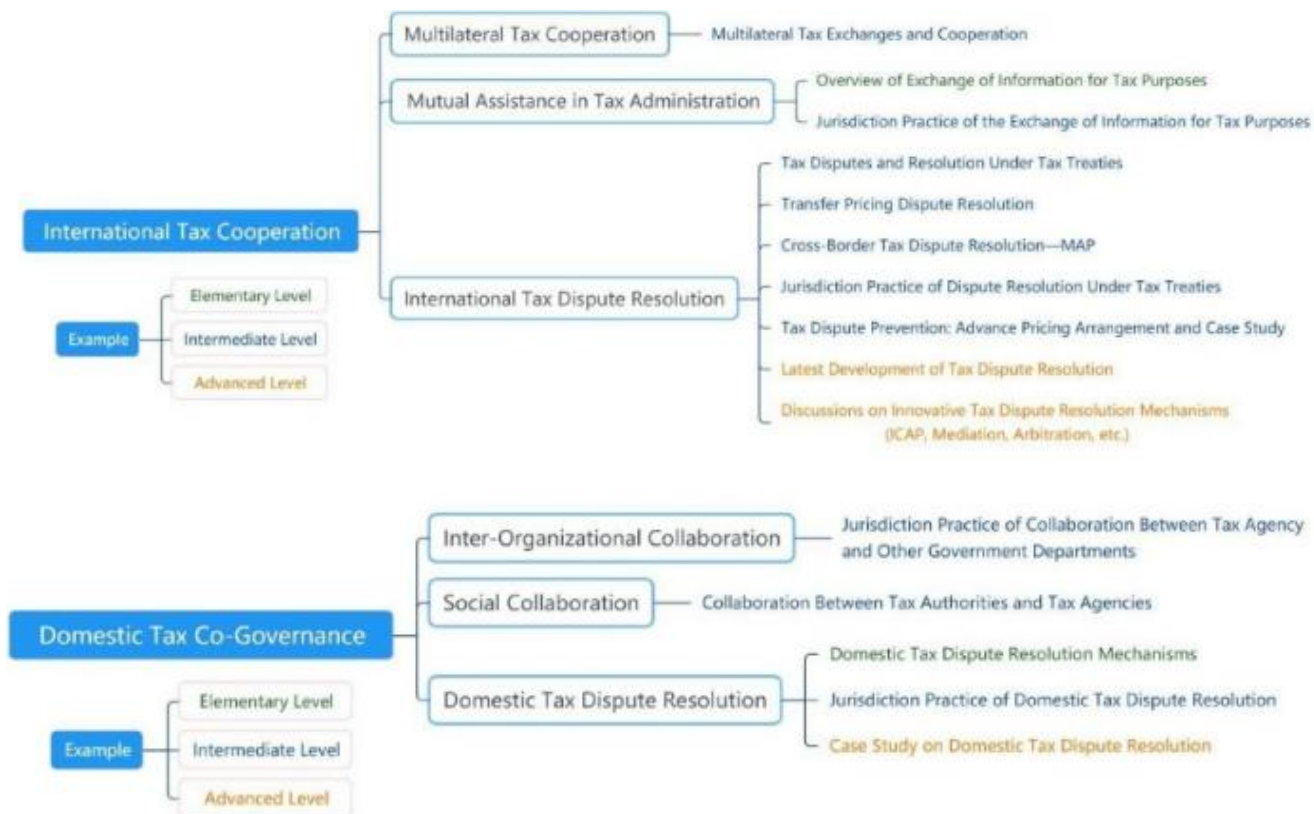 Multilateral Tax Cooperation
Multilateral Tax Exchanges and Cooperation
Mutual Assistance in Tax Administration
Overview of Exchange of Information for Tax Purposes
Jurisdiction Practice of the Exchange of Information for Tax Purposes
International Tax Cooperation
International Tax Dispute Resolution
Tax Disputes and Resolution Under Tax Treaties
Transfer Pricing Dispute Resolution
Cross-Border Tax Dispute Resolution—MAP
Jurisdiction Practice of Dispute Resolution Under Tax Treaties
Tax Dispute Prevention: Advance Pricing Arrangement and Case Study
Latest Development of Tax Dispute Resolution
Discussions on Innovative Tax Dispute Resolution Mechanisms
(ICAP, Mediation, Arbitration, etc.)
Example
Elementary Level
Intermediate Level
Advanced Level
Inter-Organizational Collaboration
Jurisdiction Practice of Collaboration Between Tax Agency
and Other Government Departments
Social Collaboration
Collaboration Between Tax Authorities and Tax Agencies
Domestic Tax Co-Governance
Domestic Tax Dispute Resolution
Domestic Tax Dispute Resolution Mechanisms
Jurisdiction Practice of Domestic Tax Dispute Resolution
Case Study on Domestic Tax Dispute Resolution
Example
Elementary Level
Intermediate Level
Advanced Level